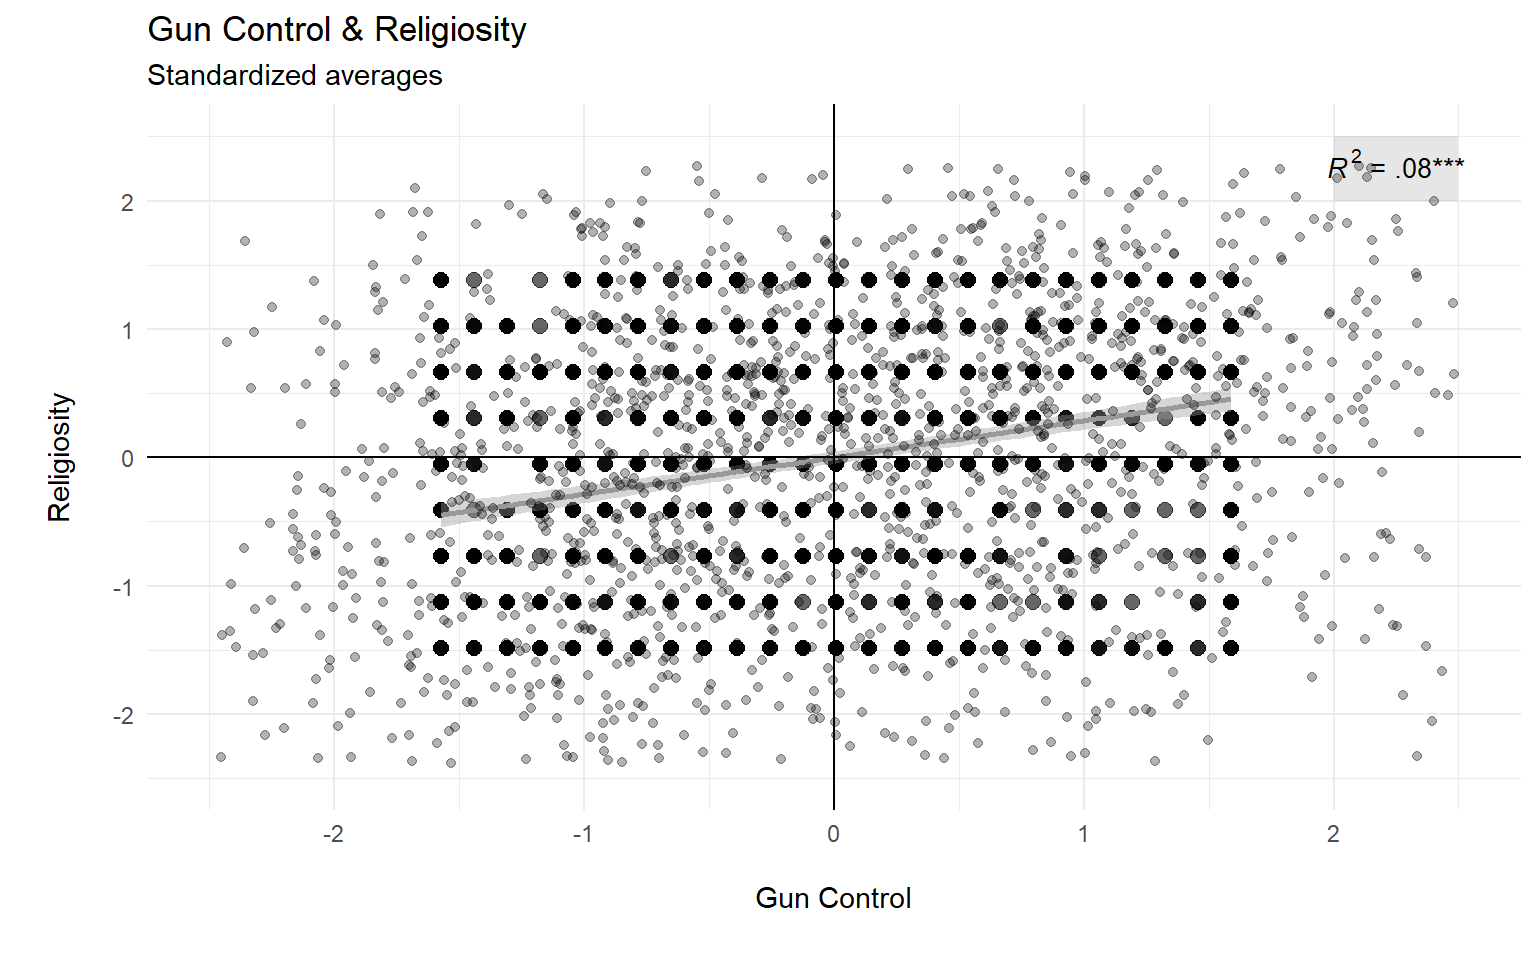 Gun Control & Religiosity
Standardized averages
R² = .08***
2
1
0
-1
-2
Religiosity
-2 -1 0 1 2
Gun Control